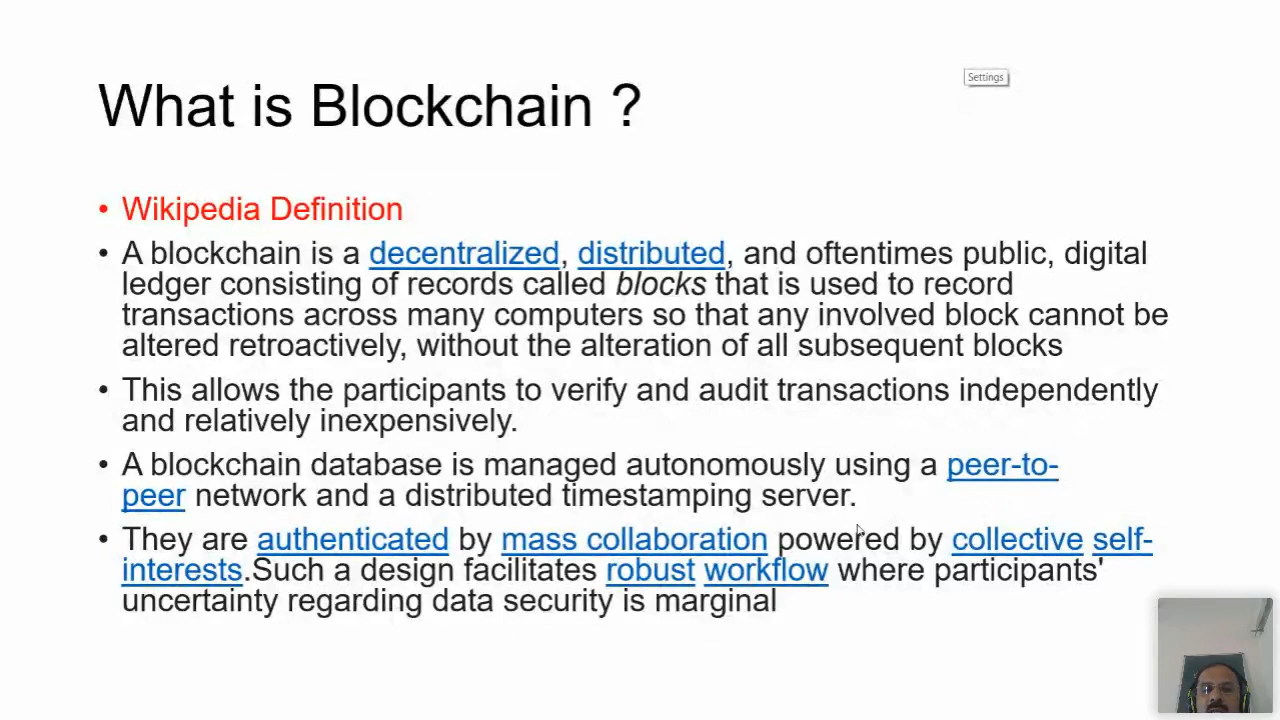 Settings
What is Blockchain ?
• Wikipedia Definition
• A blockchain is a decentralized, distributed, and oftentimes public, digital
ledger consisting of records called blocks that is used to record
transactions across many computers so that any involved block cannot be
altered retroactively, without the alteration of all subsequent blocks
• This allows the participants to verify and audit transactions independently
and relatively inexpensively.
• A blockchain database is managed autonomously using a peer-to-
peer network and a distributed timestamping server.
• They are authenticated by mass collaboration powered by collective self-
interests.Such a design facilitates robust workflow where participants'
uncertainty regarding data security is marginal